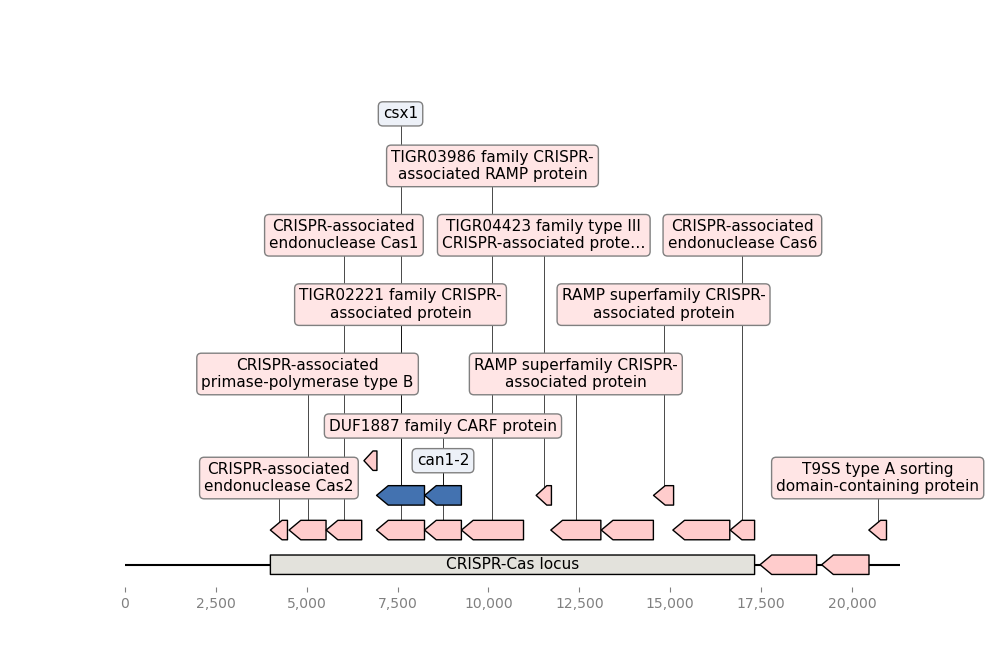 csx1
TIGR03986 family CRISPR-
associated RAMP protein
CRISPR-associated
endonuclease Cas1
TIGR04423 family type III
CRISPR-associated prote…
CRISPR-associated
endonuclease Cas6
TIGR02221 family CRISPR-
associated protein
RAMP superfamily CRISPR-
associated protein
CRISPR-associated
primase-polymerase type B
RAMP superfamily CRISPR-
associated protein
DUF1887 family CARF protein
can1-2
CRISPR-associated
endonuclease Cas2
T9SS type A sorting
domain-containing protein
CRISPR-Cas locus
0 2,500 5,000 7,500 10,000 12,500 15,000 17,500 20,000